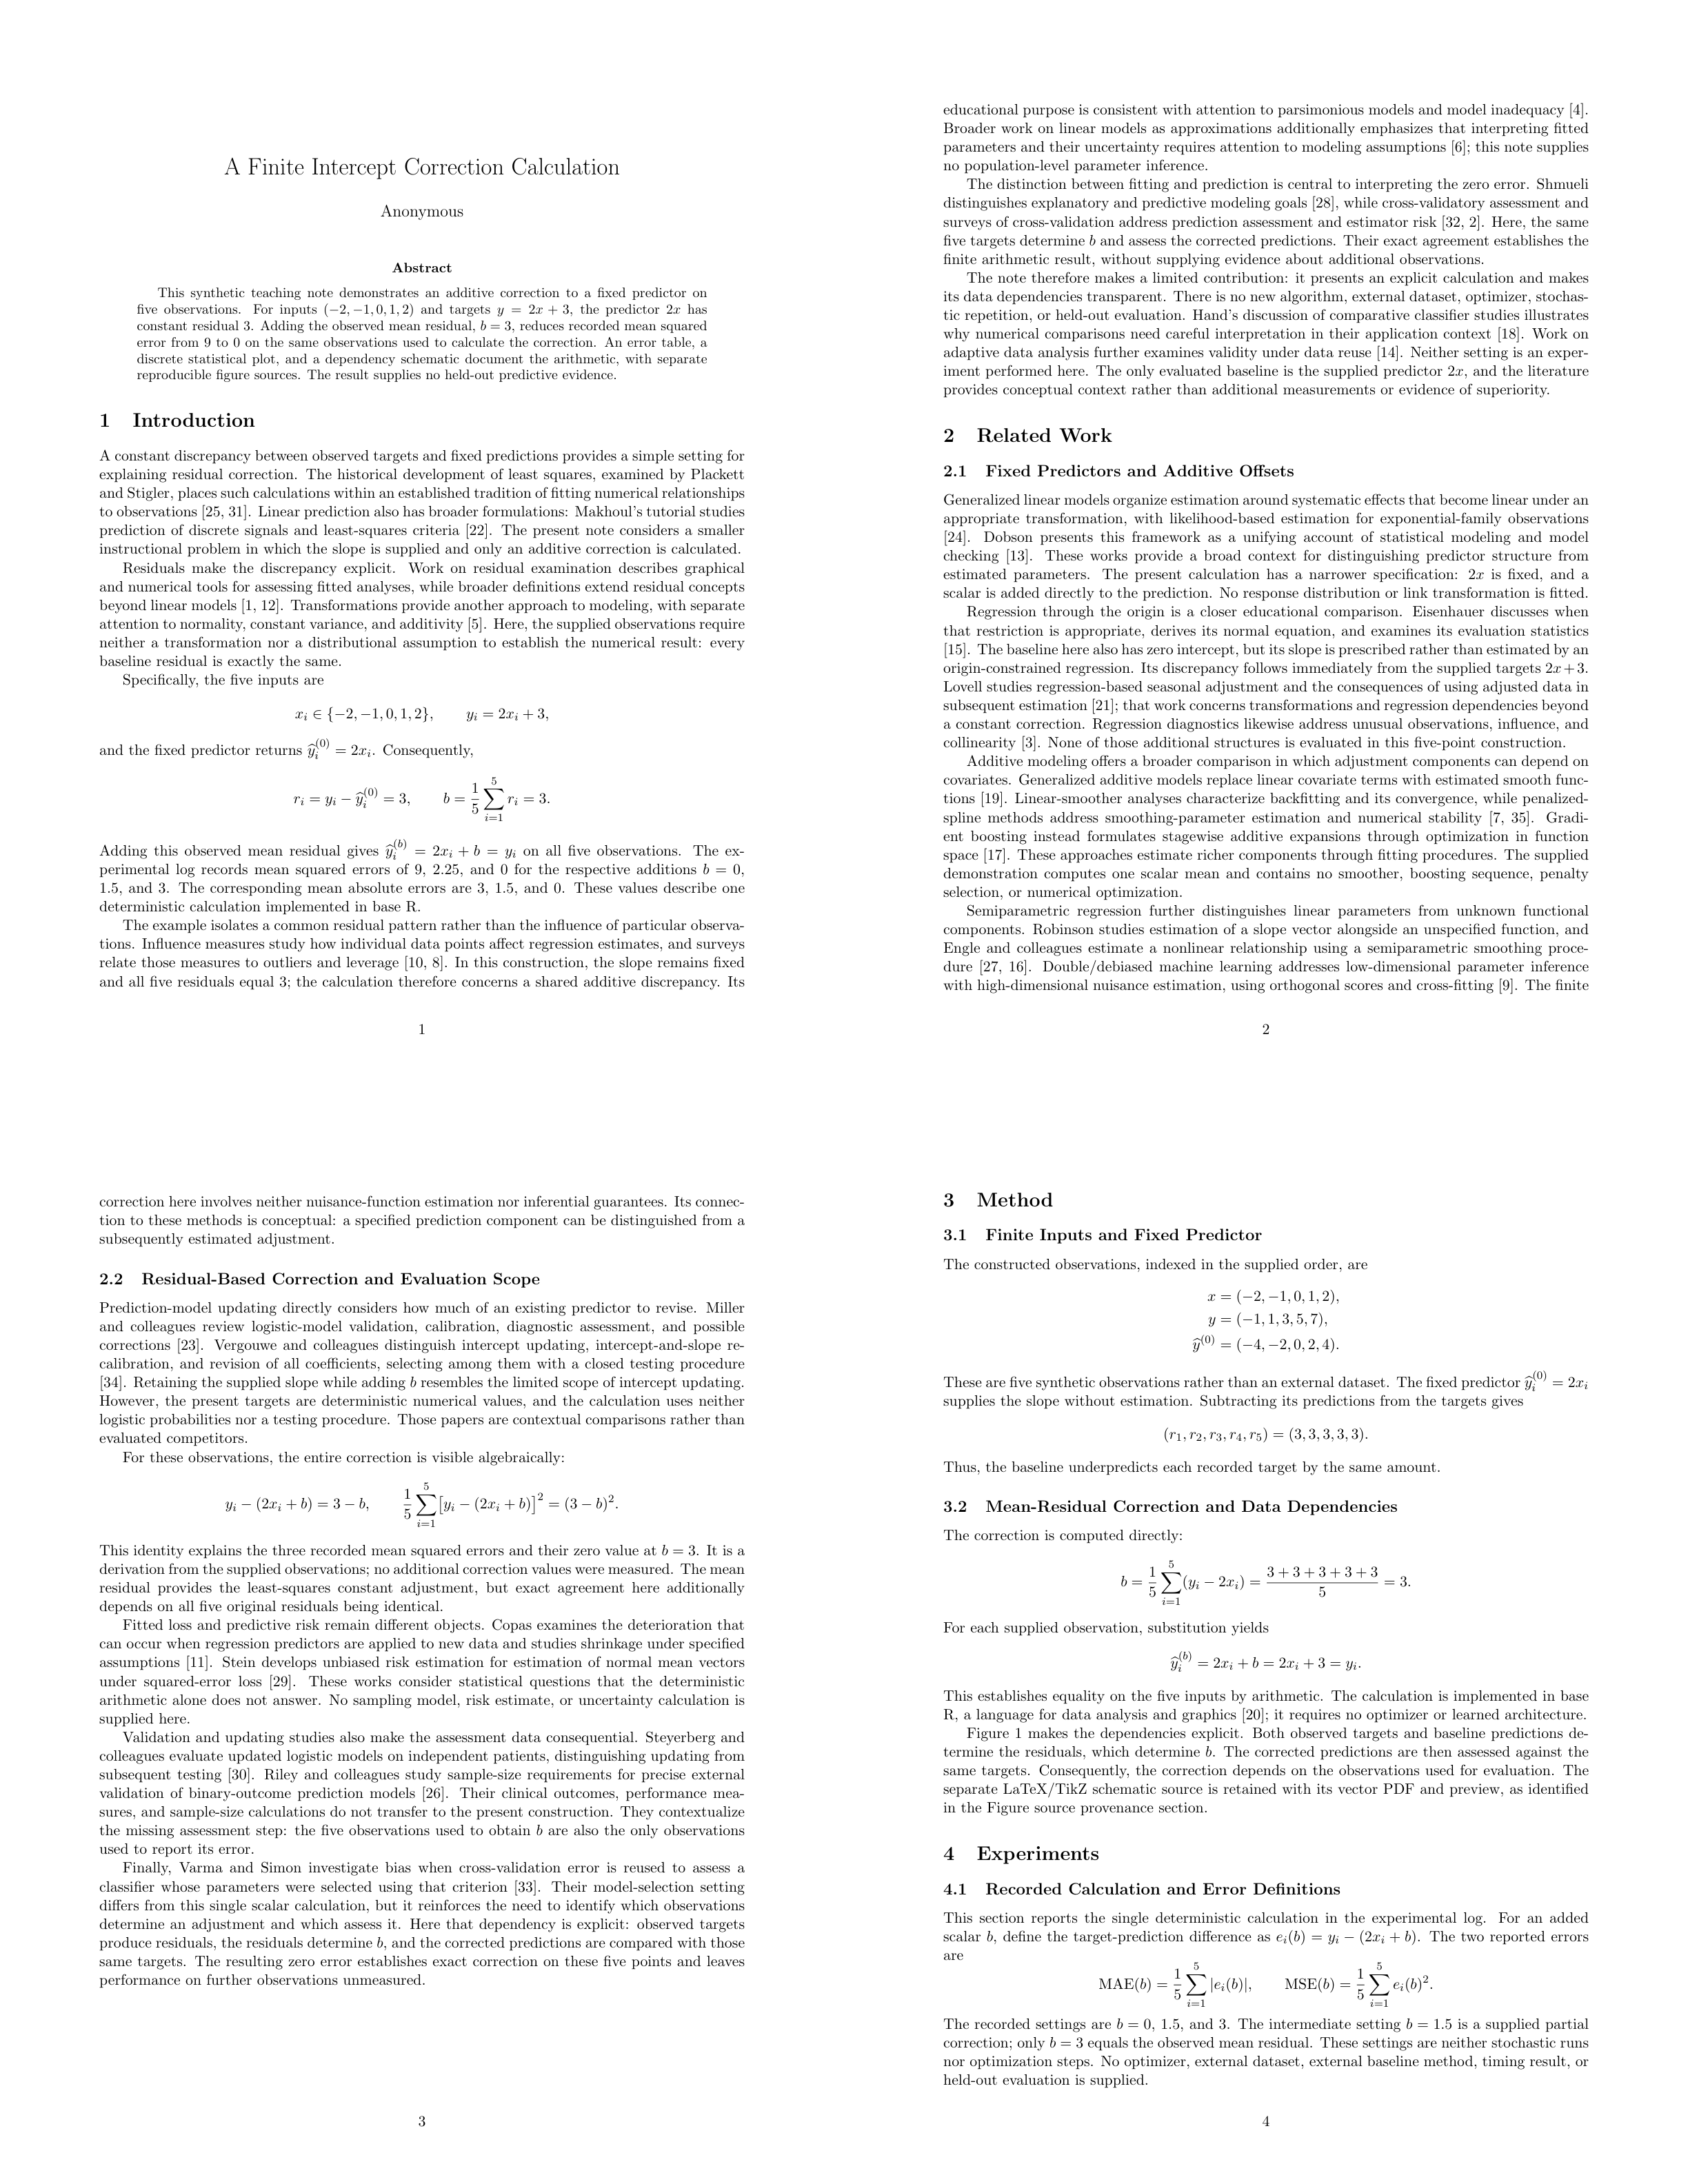 A Finite Intercept Correction Calculation
Anonymous
Abstract
This synthetic teaching note demonstrates an additive correction to a fixed predictor on
five observations. For inputs (−2, −1, 0, 1, 2) and targets y = 2x + 3, the predictor 2x has
constant residual 3. Adding the observed mean residual, b = 3, reduces recorded mean squared
error from 9 to 0 on the same observations used to calculate the correction. An error table, a
discrete statistical plot, and a dependency schematic document the arithmetic, with separate
reproducible figure sources. The result supplies no held-out predictive evidence.
1 Introduction
A constant discrepancy between observed targets and fixed predictions provides a simple setting for
explaining residual correction. The historical development of least squares, examined by Plackett
and Stigler, places such calculations within an established tradition of fitting numerical relationships
to observations [25, 31]. Linear prediction also has broader formulations: Makhoul's tutorial studies
prediction of discrete signals and least-squares criteria [22]. The present note considers a smaller
instructional problem in which the slope is supplied and only an additive correction is calculated.
Residuals make the discrepancy explicit. Work on residual examination describes graphical
and numerical tools for assessing fitted analyses, while broader definitions extend residual concepts
beyond linear models [1, 12]. Transformations provide another approach to modeling, with separate
attention to normality, constant variance, and additivity [5]. Here, the supplied observations require
neither a transformation nor a distributional assumption to establish the numerical result: every
baseline residual is exactly the same.
Specifically, the five inputs are
x_i ∈ {−2, −1, 0, 1, 2}, y_i = 2x_i + 3,
and the fixed predictor returns ŷ_i^(0) = 2x_i. Consequently,
r_i = y_i − ŷ_i^(0) = 3, b = 1/5 ∑_{i=1}^{5} r_i = 3.
Adding this observed mean residual gives ŷ_i^(b) = 2x_i + b = y_i on all five observations. The ex-
perimental log records mean squared errors of 9, 2.25, and 0 for the respective additions b = 0,
1.5, and 3. The corresponding mean absolute errors are 3, 1.5, and 0. These values describe one
deterministic calculation implemented in base R.
The example isolates a common residual pattern rather than the influence of particular observa-
tions. Influence measures study how individual data points affect regression estimates, and surveys
relate those measures to outliers and leverage [10, 8]. In this construction, the slope remains fixed
and all five residuals equal 3; the calculation therefore concerns a shared additive discrepancy. Its
1
educational purpose is consistent with attention to parsimonious models and model inadequacy [4].
Broader work on linear models as approximations additionally emphasizes that interpreting fitted
parameters and their uncertainty requires attention to modeling assumptions [6]; this note supplies
no population-level parameter inference.
The distinction between fitting and prediction is central to interpreting the zero error. Shmueli
distinguishes explanatory and predictive modeling goals [28], while cross-validatory assessment and
surveys of cross-validation address prediction assessment and estimator risk [32, 2]. Here, the same
five targets determine b and assess the corrected predictions. Their exact agreement establishes the
finite arithmetic result, without supplying evidence about additional observations.
The note therefore makes a limited contribution: it presents an explicit calculation and makes
its data dependencies transparent. There is no new algorithm, external dataset, optimizer, stochas-
tic repetition, or held-out evaluation. Hand's discussion of comparative classifier studies illustrates
why numerical comparisons need careful interpretation in their application context [18]. Work on
adaptive data analysis further examines validity under data reuse [14]. Neither setting is an exper-
iment performed here. The only evaluated baseline is the supplied predictor 2x, and the literature
provides conceptual context rather than additional measurements or evidence of superiority.
2 Related Work
2.1 Fixed Predictors and Additive Offsets
Generalized linear models organize estimation around systematic effects that become linear under an
appropriate transformation, with likelihood-based estimation for exponential-family observations
[24]. Dobson presents this framework as a unifying account of statistical modeling and model
checking [13]. These works provide a broad context for distinguishing predictor structure from
estimated parameters. The present calculation has a narrower specification: 2x is fixed, and a
scalar is added directly to the prediction. No response distribution or link transformation is fitted.
Regression through the origin is a closer educational comparison. Eisenhauer discusses when
that restriction is appropriate, derives its normal equation, and examines its evaluation statistics
[15]. The baseline here also has zero intercept, but its slope is prescribed rather than estimated by an
origin-constrained regression. Its discrepancy follows immediately from the supplied targets 2x + 3.
Lovell studies regression-based seasonal adjustment and the consequences of using adjusted data in
subsequent estimation [21]; that work concerns transformations and regression dependencies beyond
a constant correction. Regression diagnostics likewise address unusual observations, influence, and
collinearity [3]. None of those additional structures is evaluated in this five-point construction.
Additive modeling offers a broader comparison in which adjustment components can depend on
covariates. Generalized additive models replace linear covariate terms with estimated smooth func-
tions [19]. Linear-smoother analyses characterize backfitting and its convergence, while penalized-
spline methods address smoothing-parameter estimation and numerical stability [7, 35]. Gradi-
ent boosting instead formulates stagewise additive expansions through optimization in function
space [17]. These approaches estimate richer components through fitting procedures. The supplied
demonstration computes one scalar mean and contains no smoother, boosting sequence, penalty
selection, or numerical optimization.
Semiparametric regression further distinguishes linear parameters from unknown functional
components. Robinson studies estimation of a slope vector alongside an unspecified function, and
Engle and colleagues estimate a nonlinear relationship using a semiparametric smoothing proce-
dure [27, 16]. Double/debiased machine learning addresses low-dimensional parameter inference
with high-dimensional nuisance estimation, using orthogonal scores and cross-fitting [9]. The finite
2
correction here involves neither nuisance-function estimation nor inferential guarantees. Its connec-
tion to these methods is conceptual: a specified prediction component can be distinguished from a
subsequently estimated adjustment.
2.2 Residual-Based Correction and Evaluation Scope
Prediction-model updating directly considers how much of an existing predictor to revise. Miller
and colleagues review logistic-model validation, calibration, diagnostic assessment, and possible
corrections [23]. Vergouwe and colleagues distinguish intercept updating, intercept-and-slope re-
calibration, and revision of all coefficients, selecting among them with a closed testing procedure
[34]. Retaining the supplied slope while adding b resembles the limited scope of intercept updating.
However, the present targets are deterministic numerical values, and the calculation uses neither
logistic probabilities nor a testing procedure. Those papers are contextual comparisons rather than
evaluated competitors.
For these observations, the entire correction is visible algebraically:
y_i − (2x_i + b) = 3 − b, 1/5 ∑_{i=1}^{5} [y_i − (2x_i + b)]^2 = (3 − b)^2.
This identity explains the three recorded mean squared errors and their zero value at b = 3. It is a
derivation from the supplied observations; no additional correction values were measured. The mean
residual provides the least-squares constant adjustment, but exact agreement here additionally
depends on all five original residuals being identical.
Fitted loss and predictive risk remain different objects. Copas examines the deterioration that
can occur when regression predictors are applied to new data and studies shrinkage under specified
assumptions [11]. Stein develops unbiased risk estimation for estimation of normal mean vectors
under squared-error loss [29]. These works consider statistical questions that the deterministic
arithmetic alone does not answer. No sampling model, risk estimate, or uncertainty calculation is
supplied here.
Validation and updating studies also make the assessment data consequential. Steyerberg and
colleagues evaluate updated logistic models on independent patients, distinguishing updating from
subsequent testing [30]. Riley and colleagues study sample-size requirements for precise external
validation of binary-outcome prediction models [26]. Their clinical outcomes, performance mea-
sures, and sample-size calculations do not transfer to the present construction. They contextualize
the missing assessment step: the five observations used to obtain b are also the only observations
used to report its error.
Finally, Varma and Simon investigate bias when cross-validation error is reused to assess a
classifier whose parameters were selected using that criterion [33]. Their model-selection setting
differs from this single scalar calculation, but it reinforces the need to identify which observations
determine an adjustment and which assess it. Here that dependency is explicit: observed targets
produce residuals, the residuals determine b, and the corrected predictions are compared with those
same targets. The resulting zero error establishes exact correction on these five points and leaves
performance on further observations unmeasured.
3
3 Method
3.1 Finite Inputs and Fixed Predictor
The constructed observations, indexed in the supplied order, are
x = (−2, −1, 0, 1, 2),
y = (−1, 1, 3, 5, 7),
ŷ^(0) = (−4, −2, 0, 2, 4).
These are five synthetic observations rather than an external dataset. The fixed predictor ŷ_i^(0) = 2x_i
supplies the slope without estimation. Subtracting its predictions from the targets gives
(r_1, r_2, r_3, r_4, r_5) = (3, 3, 3, 3, 3).
Thus, the baseline underpredicts each recorded target by the same amount.
3.2 Mean-Residual Correction and Data Dependencies
The correction is computed directly:
b = 1/5 ∑_{i=1}^{5} (y_i − 2x_i) = (3 + 3 + 3 + 3 + 3)/5 = 3.
For each supplied observation, substitution yields
ŷ_i^(b) = 2x_i + b = 2x_i + 3 = y_i.
This establishes equality on the five inputs by arithmetic. The calculation is implemented in base
R, a language for data analysis and graphics [20]; it requires no optimizer or learned architecture.
Figure 1 makes the dependencies explicit. Both observed targets and baseline predictions de-
termine the residuals, which determine b. The corrected predictions are then assessed against the
same targets. Consequently, the correction depends on the observations used for evaluation. The
separate LaTeX/TikZ schematic source is retained with its vector PDF and preview, as identified
in the Figure source provenance section.
4 Experiments
4.1 Recorded Calculation and Error Definitions
This section reports the single deterministic calculation in the experimental log. For an added
scalar b, define the target-prediction difference as e_i(b) = y_i − (2x_i + b). The two reported errors
are
MAE(b) = 1/5 ∑_{i=1}^{5} |e_i(b)|, MSE(b) = 1/5 ∑_{i=1}^{5} e_i(b)^2.
The recorded settings are b = 0, 1.5, and 3. The intermediate setting b = 1.5 is a supplied partial
correction; only b = 3 equals the observed mean residual. These settings are neither stochastic runs
nor optimization steps. No optimizer, external dataset, external baseline method, timing result, or
held-out evaluation is supplied.
4